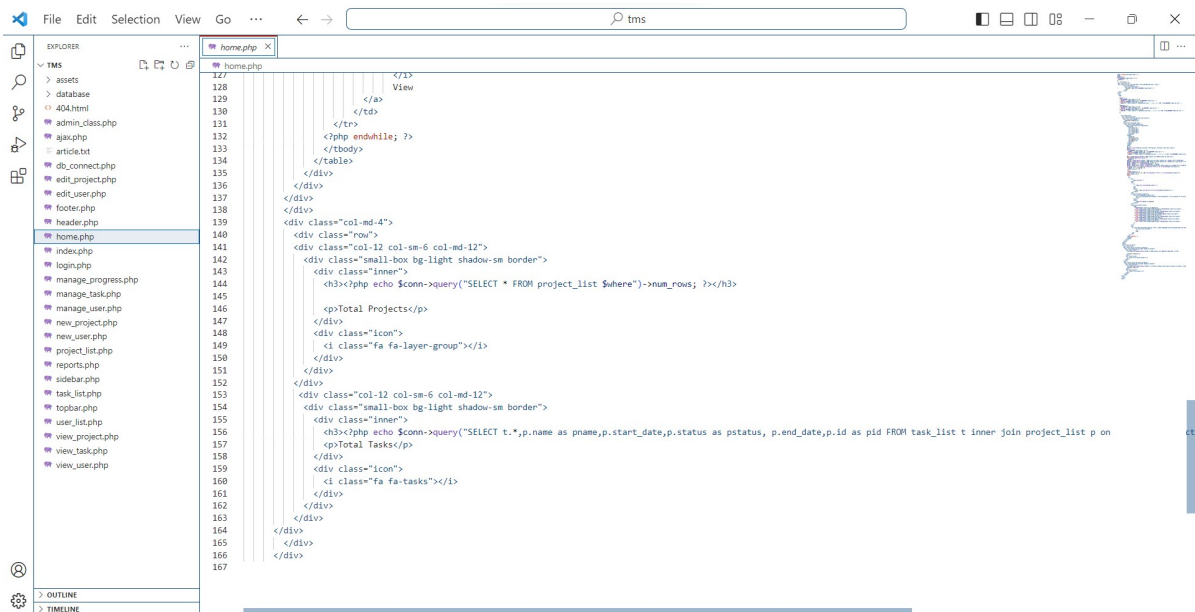 File Edit Selection View Go ··· tms
EXPLORER ···
TMS
assets
database
404.html
admin_class.php
ajax.php
article.txt
db_connect.php
edit_project.php
edit_user.php
footer.php
header.php
home.php
index.php
login.php
manage_progress.php
manage_task.php
manage_user.php
new_project.php
new_user.php
project_list.php
reports.php
sidebar.php
task_list.php
topbar.php
user_list.php
view_project.php
view_task.php
view_user.php
OUTLINE
TIMELINE
home.php
home.php
127 </i>
128 View
129 </a>
130 </td>
131 </tr>
132 <?php endwhile; ?>
133 </tbody>
134 </table>
135 </div>
136 </div>
137 </div>
138 </div>
139 <div class="col-md-4">
140 <div class="row">
141 <div class="col-12 col-sm-6 col-md-12">
142 <div class="small-box bg-light shadow-sm border">
143 <div class="inner">
144 <h3><?php echo $conn->query("SELECT * FROM project_list $where")->num_rows; ?></h3>
145
146 <p>Total Projects</p>
147 </div>
148 <div class="icon">
149 <i class="fa fa-layer-group"></i>
150 </div>
151 </div>
152 </div>
153 <div class="col-12 col-sm-6 col-md-12">
154 <div class="small-box bg-light shadow-sm border">
155 <div class="inner">
156 <h3><?php echo $conn->query("SELECT t.*,p.name as pname,p.start_date,p.status as pstatus, p.end_date,p.id as pid FROM task_list t inner join project_list p on
157 <p>Total Tasks</p>
158 </div>
159 <div class="icon">
160 <i class="fa fa-tasks"></i>
161 </div>
162 </div>
163 </div>
164 </div>
165 </div>
166 </div>
167